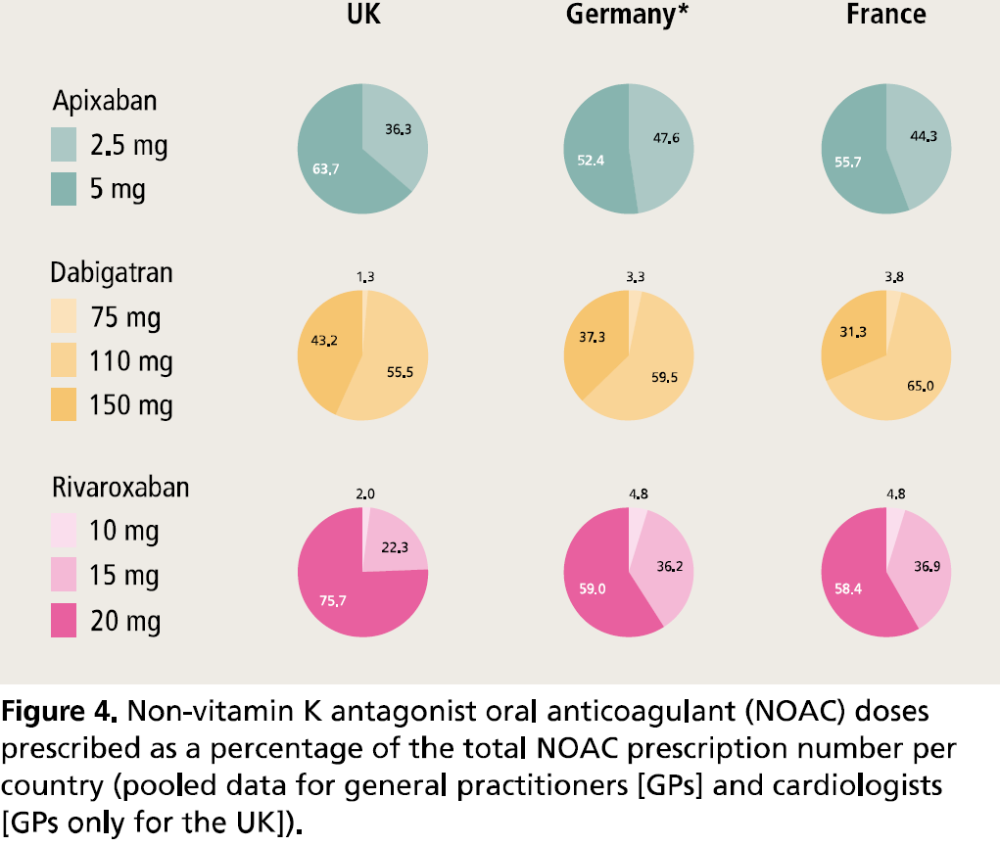 UK Germany* France
Apixaban
2.5 mg
5 mg
36.3
63.7
47.6
52.4
44.3
55.7
Dabigatran
75 mg
110 mg
150 mg
1.3
43.2
55.5
3.3
37.3
59.5
3.8
31.3
65.0
Rivaroxaban
10 mg
15 mg
20 mg
2.0
22.3
75.7
4.8
36.2
59.0
4.8
36.9
58.4
Figure 4. Non-vitamin K antagonist oral anticoagulant (NOAC) doses
prescribed as a percentage of the total NOAC prescription number per
country (pooled data for general practitioners [GPs] and cardiologists
[GPs only for the UK]).